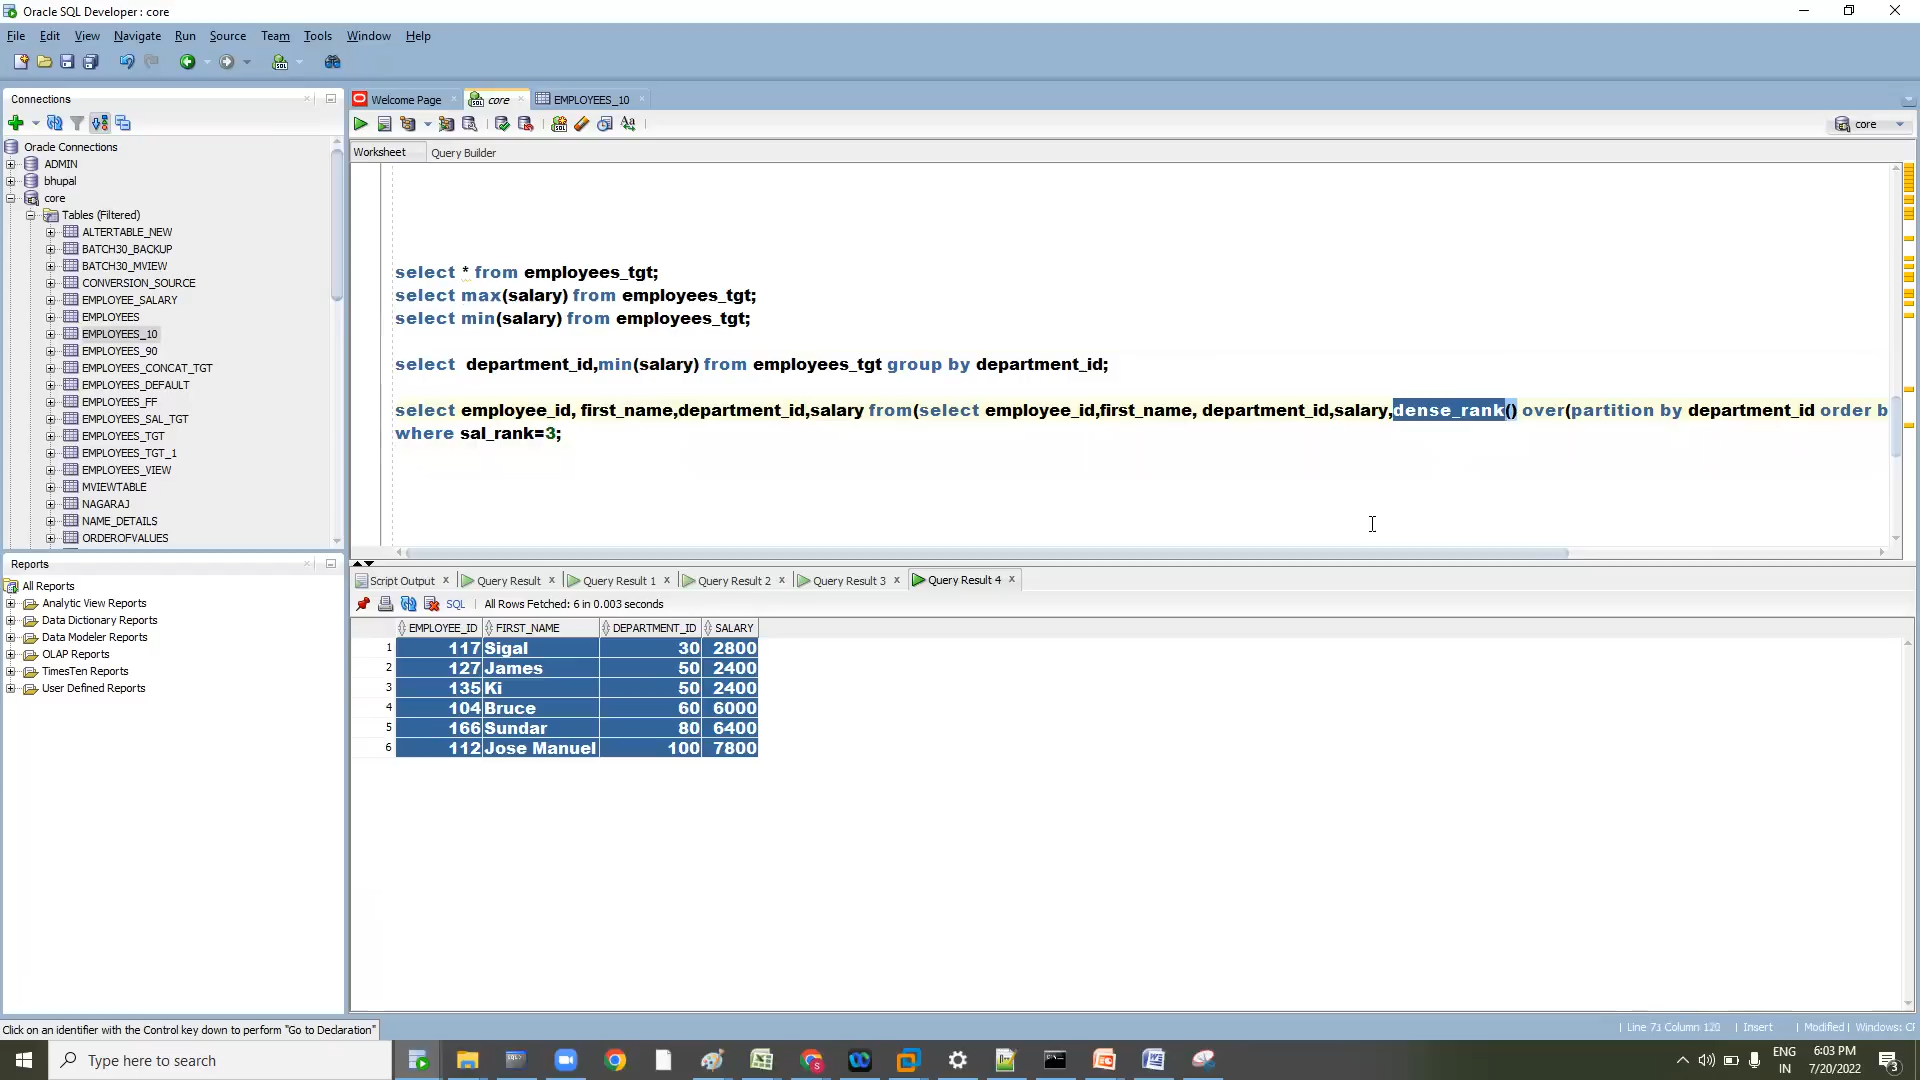 Oracle SQL Developer : core
File Edit View Navigate Run Source Team Tools Window Help
Connections
Oracle Connections
ADMIN
bhupal
core
Tables (Filtered)
ALTERTABLE_NEW
BATCH30_BACKUP
BATCH30_MVIEW
CONVERSION_SOURCE
EMPLOYEE_SALARY
EMPLOYEES
EMPLOYEES_10
EMPLOYEES_90
EMPLOYEES_CONCAT_TGT
EMPLOYEES_DEFAULT
EMPLOYEES_FF
EMPLOYEES_SAL_TGT
EMPLOYEES_TGT
EMPLOYEES_TGT_1
EMPLOYEES_VIEW
MVIEWTABLE
NAGARAJ
NAME_DETAILS
ORDEROFVALUES
Reports
All Reports
Analytic View Reports
Data Dictionary Reports
Data Modeler Reports
OLAP Reports
TimesTen Reports
User Defined Reports
Welcome Page core EMPLOYEES_10
core
Worksheet Query Builder
select * from employees_tgt;
select max(salary) from employees_tgt;
select min(salary) from employees_tgt;
select department_id,min(salary) from employees_tgt group by department_id;
select employee_id, first_name,department_id,salary from(select employee_id,first_name, department_id,salary,dense_rank() over(partition by department_id order b
where sal_rank=3;
Script Output Query Result Query Result 1 Query Result 2 Query Result 3 Query Result 4
SQL All Rows Fetched: 6 in 0.003 seconds
EMPLOYEE_ID FIRST_NAME DEPARTMENT_ID SALARY
1 117 Sigal 30 2800
2 127 James 50 2400
3 135 Ki 50 2400
4 104 Bruce 60 6000
5 166 Sundar 80 6400
6 112 Jose Manuel 100 7800
Click on an identifier with the Control key down to perform "Go to Declaration"
Line 71 Column 120 Insert Modified Windows: CF
Type here to search
ENG
IN
6:03 PM
7/20/2022
3